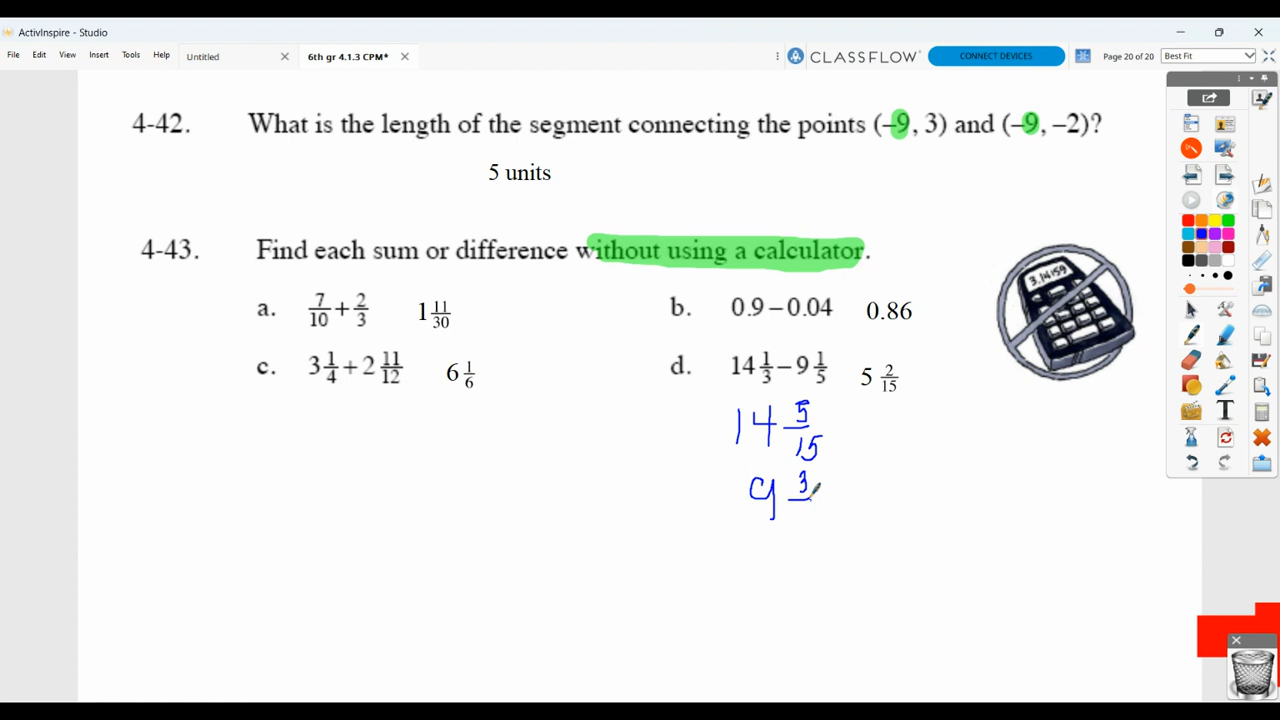 ActivInspire - Studio
File Edit View Insert Tools Help Untitled 6th gr 4.1.3 CPM* CLASSFLOW CONNECT DEVICES Page 20 of 20 Best Fit
4-42. What is the length of the segment connecting the points (–9, 3) and (–9, –2)?
5 units
4-43. Find each sum or difference without using a calculator.
3.14159
a. 7/10 + 2/3 1 11/30 b. 0.9 – 0.04 0.86
c. 3 1/4 + 2 11/12 6 1/6 d. 14 1/3 – 9 1/5 5 2/15
14 5/15
9 3
T